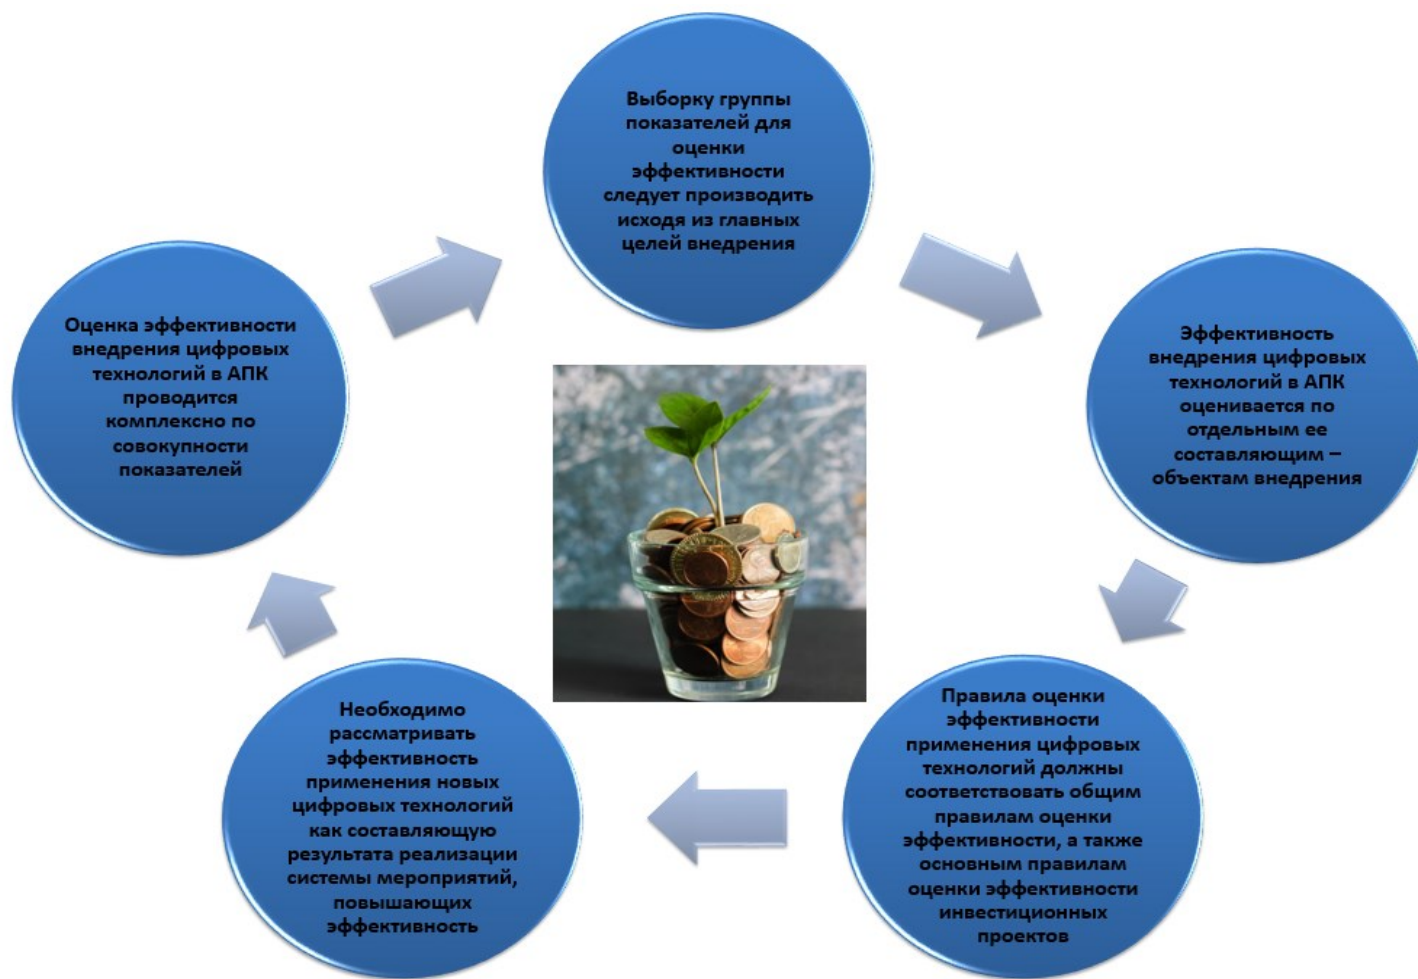 Выборку группы
показателей для
оценки
эффективности
следует производить
исходя из главных
целей внедрения
Эффективность
внедрения цифровых
технологий в АПК
оценивается по
отдельным ее
составляющим –
объектам внедрения
Правила оценки
эффективности
применения цифровых
технологий должны
соответствовать общим
правилам оценки
эффективности, а также
основным правилам
оценки эффективности
инвестиционных
проектов
Необходимо
рассматривать
эффективность
применения новых
цифровых технологий
как составляющую
результата реализации
системы мероприятий,
повышающих
эффективность
Оценка эффективности
внедрения цифровых
технологий в АПК
проводится
комплексно по
совокупности
показателей